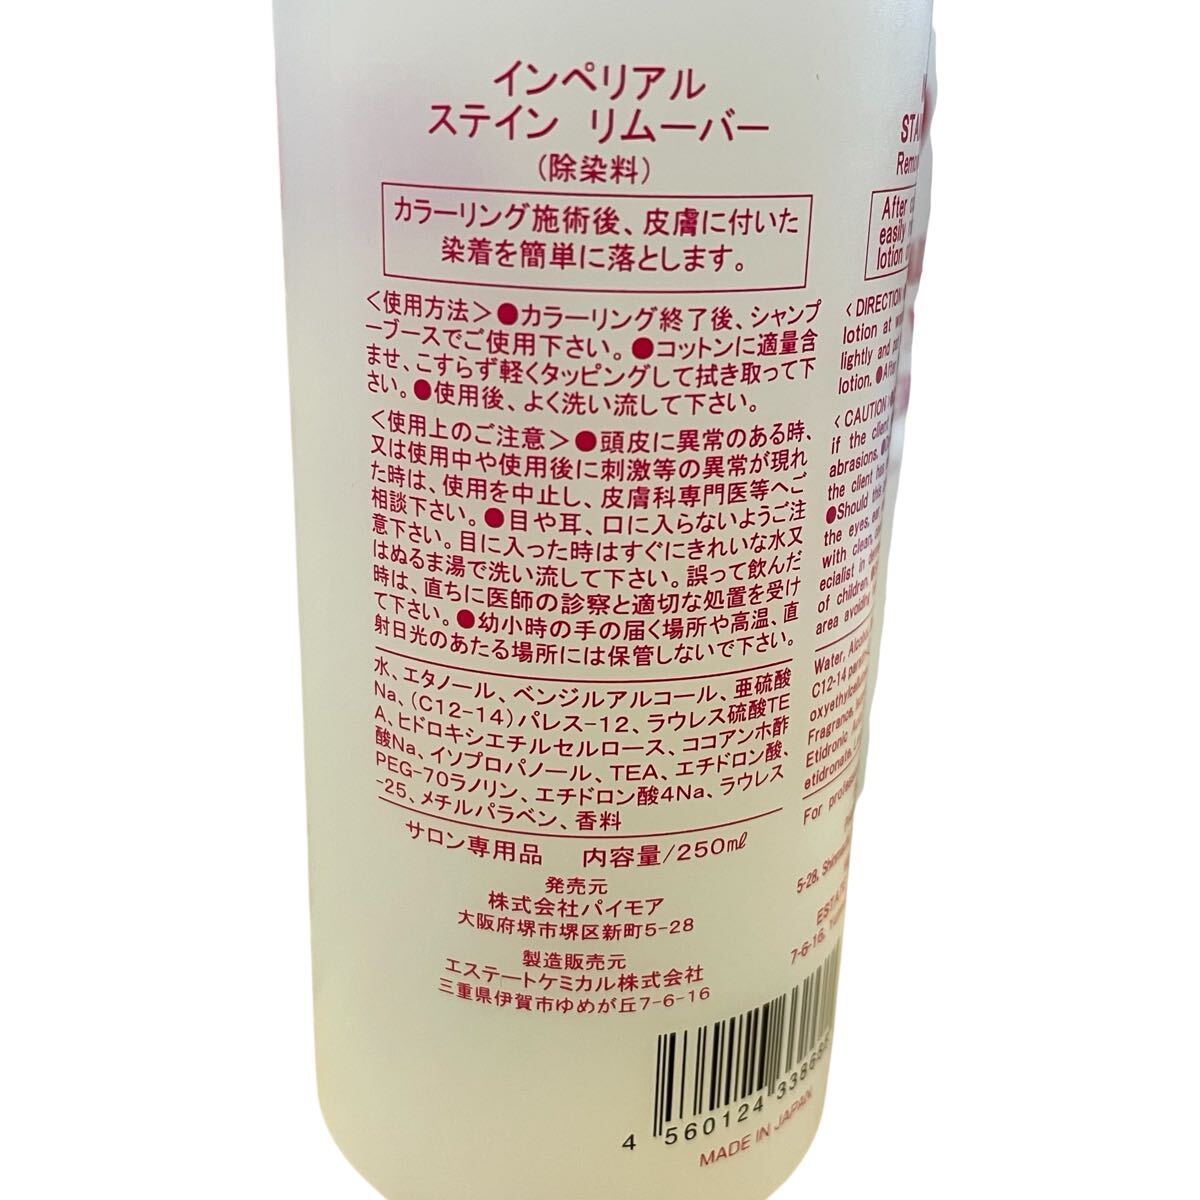 インペリアル
ステイン リムーバー
(除染料)
カラーリング施術後、皮膚に付いた
染着を簡単に落とします。
<使用方法>●カラーリング終了後、シャンプ
ーブースでご使用下さい。●コットンに適量含
ませ、こすらず軽くタッピングして拭き取って下
さい。●使用後、よく洗い流して下さい。
<使用上のご注意>●頭皮に異常のある時、
又は使用中や使用後に刺激等の異常が現れ
た時は、使用を中止し、皮膚科専門医等へご
相談下さい。●目や耳、口に入らないようご注
意下さい。目に入った時はすぐにきれいな水又
はぬるま湯で洗い流して下さい。誤って飲んだ
時は、直ちに医師の診察と適切な処置を受け
て下さい。●幼小時の手の届く場所や高温、直
射日光のあたる場所には保管しないで下さい。
水、エタノール、ベンジルアルコール、亜硫酸
Na、(C12-14)パレス-12、ラウレス硫酸TE
A、ヒドロキシエチルセルロース、ココアンホ酢
酸Na、イソプロパノール、TEA、エチドロン酸、
PEG-70ラノリン、エチドロン酸4Na、ラウレス
-25、メチルパラベン、香料
サロン専用品 内容量/250㎖
発売元
株式会社パイモア
大阪府堺市堺区新町5-28
製造販売元
エステートケミカル株式会社
三重県伊賀市ゆめが丘7-6-16
4 560124 3386
MADE IN JAPAN
After
easily
lotion
<DIRECTION
lotion at
lightly and
lotion. ●
<CAUTION
if the client
abrasions.
the client has
●Should this
the eyes,
with clean,
ecialist in
of children.
area avoiding
Water,
C12-14
Fragrance,
Etidronic
For
5-28,
7-6-16,